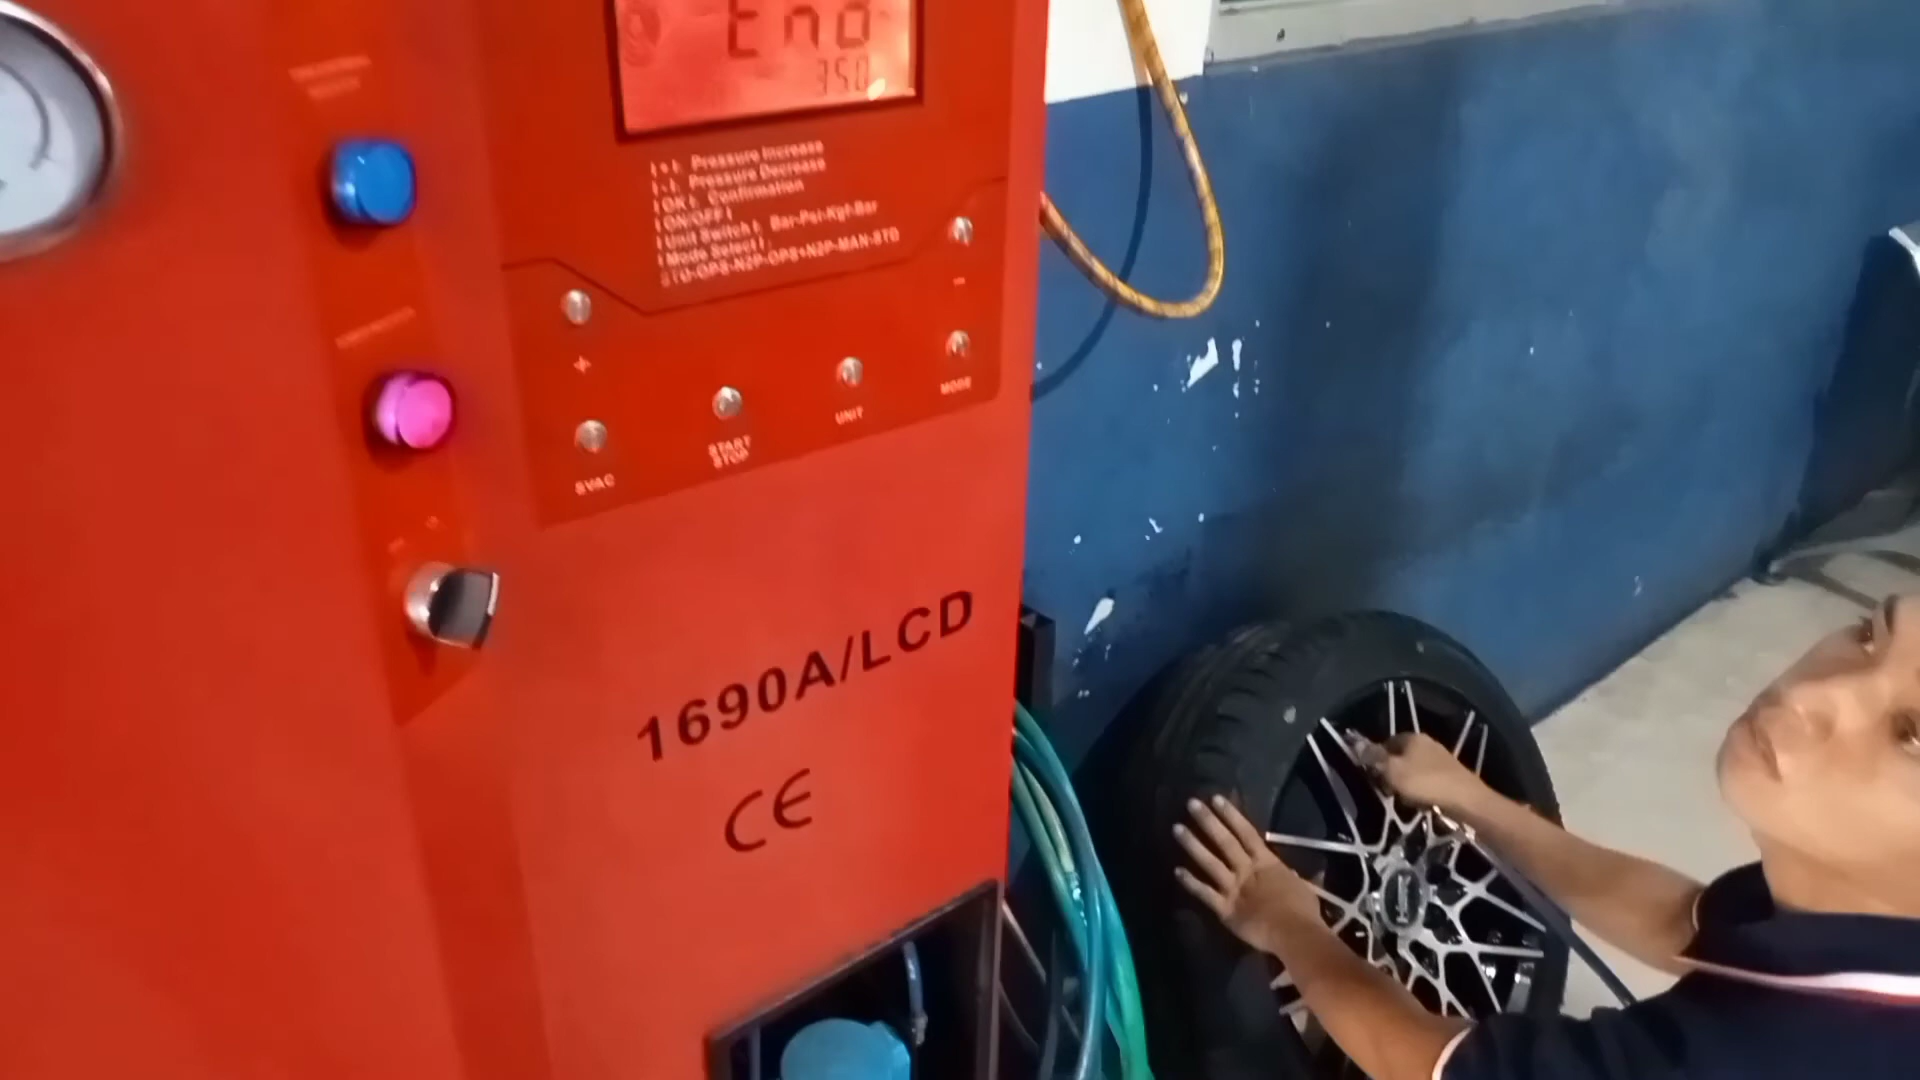 End
350
[+]: Pressure Increase
[-]: Pressure Decrease
[OK]: Confirmation
[ON/OFF]
[Unit Switch]: Bar-Psi-Kgf-Bar
[Mode Select]:
STD-OPS-N2P-OPS+N2P-MAN-STD
+
-
5VAC
START
STOP
UNIT
MODE
1690A/LCD
CE